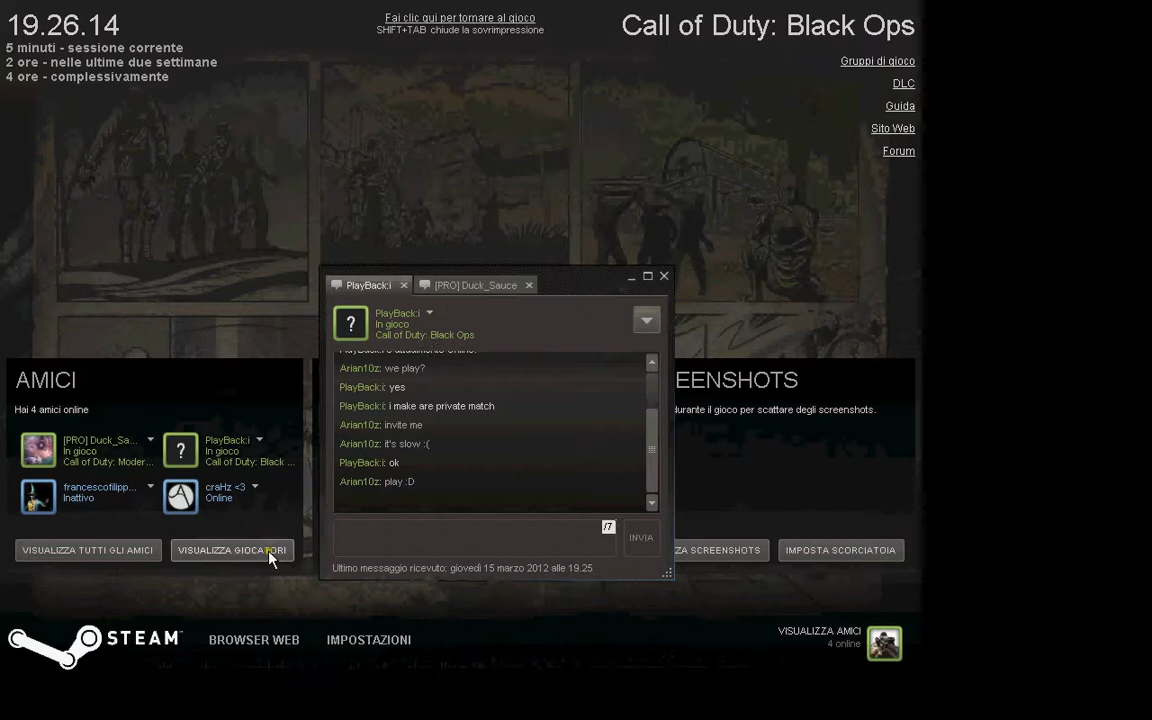 19.26.14
5 minuti - sessione corrente
2 ore - nelle ultime due settimane
4 ore - complessivamente
Fai clic qui per tornare al gioco
SHIFT+TAB chiude la sovrimpressione
Call of Duty: Black Ops
Gruppi di gioco
DLC
Guida
Sito Web
Forum
PlayBack:i
[PRO] Duck_Sauce
PlayBack:i
In gioco
Call of Duty: Black Ops
Arian10z: we play?
PlayBack:i: yes
PlayBack:i: i make are private match
Arian10z: invite me
Arian10z: it's slow :(
PlayBack:i: ok
Arian10z: play :D
/7
INVIA
Ultimo messaggio ricevuto: giovedì 15 marzo 2012 alle 19.25
AMICI
Hai 4 amici online
[PRO] Duck_Sa...
In gioco
Call of Duty: Moder...
PlayBack:i
In gioco
Call of Duty: Black ...
francescofilipp...
Inattivo
craHz <3
Online
VISUALIZZA TUTTI GLI AMICI
VISUALIZZA GIOCATORI
EENSHOTS
durante il gioco per scattare degli screenshots.
ZA SCREENSHOTS
IMPOSTA SCORCIATOIA
STEAM
BROWSER WEB
IMPOSTAZIONI
VISUALIZZA AMICI
4 online